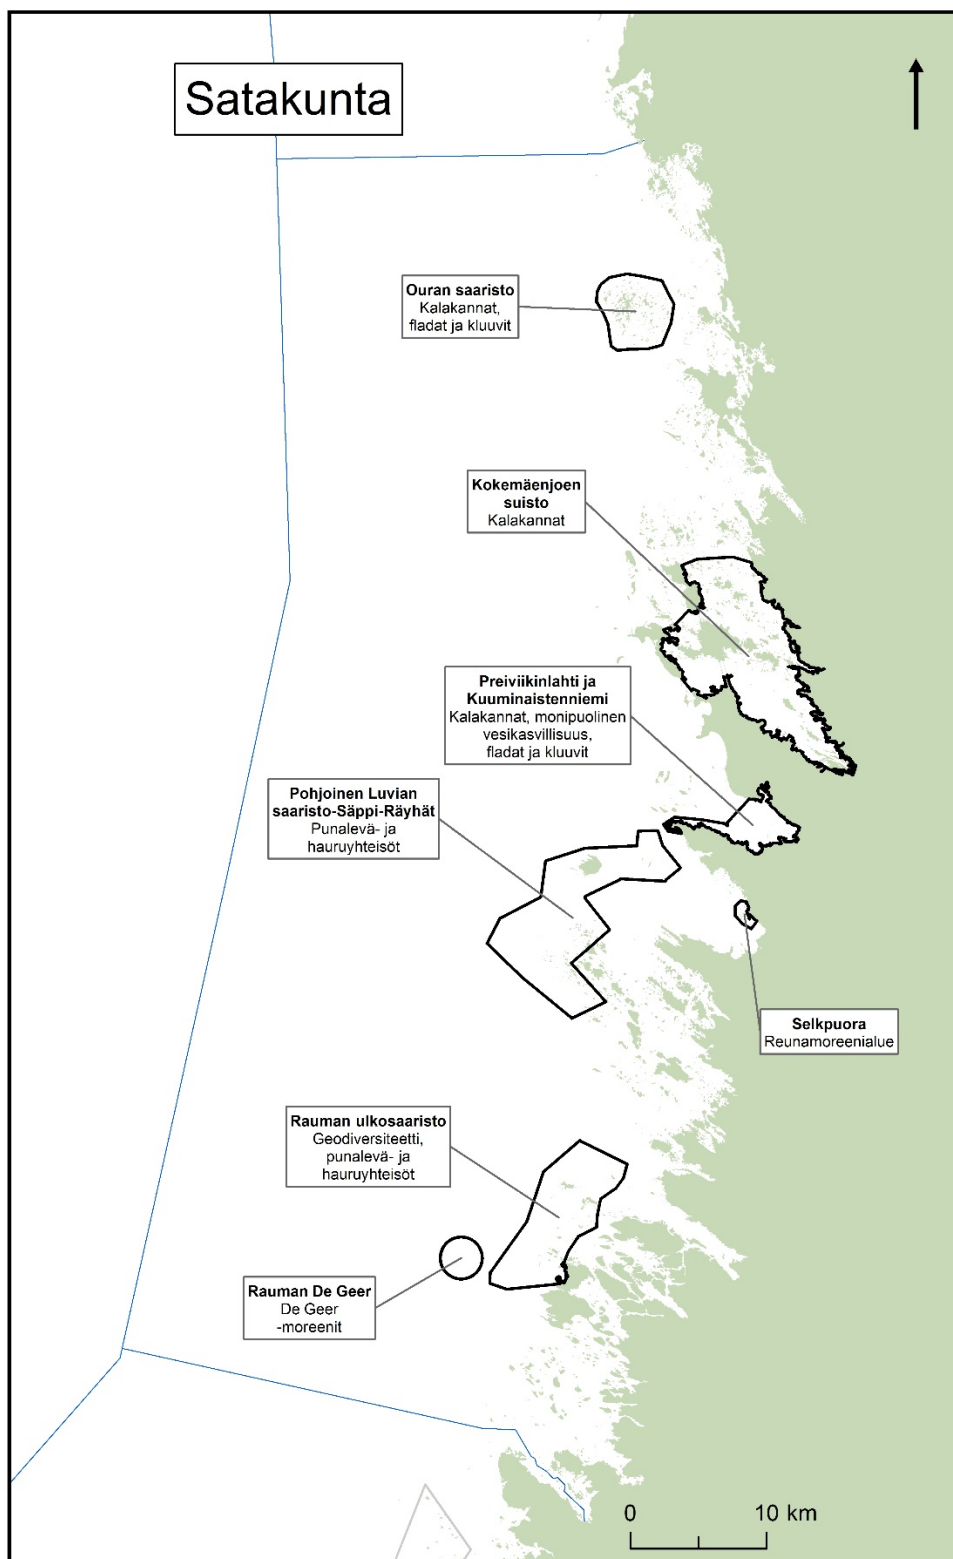 Satakunta
Ouran saaristo
Kalakannat,
fladat ja kluuvit
Kokemäenjoen
suisto
Kalakannat
Preiviikinlahti ja
Kuuminaistenniemi
Kalakannat, monipuolinen
vesikasvillisuus,
fladat ja kluuvit
Pohjoinen Luvian
saaristo-Säppi-Räyhät
Punalevä- ja
hauruyhteisöt
Selkpuora
Reunamoreenialue
Rauman ulkosaaristo
Geodiversiteetti,
punalevä- ja
hauruyhteisöt
Rauman De Geer
De Geer
-moreenit
0 10 km